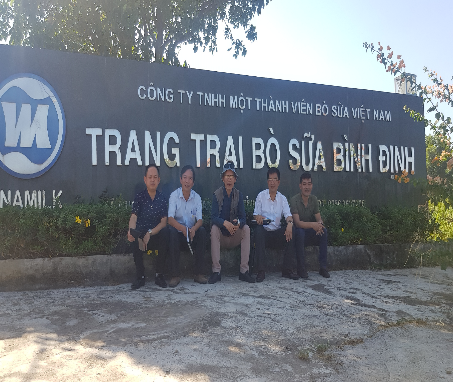 CÔNG TY TNHH MỘT THÀNH VIÊN BÒ SỮA VIỆT NAM
VM
TRANG TRẠI BÒ SỮA BÌNH ĐỊNH
NAMILK